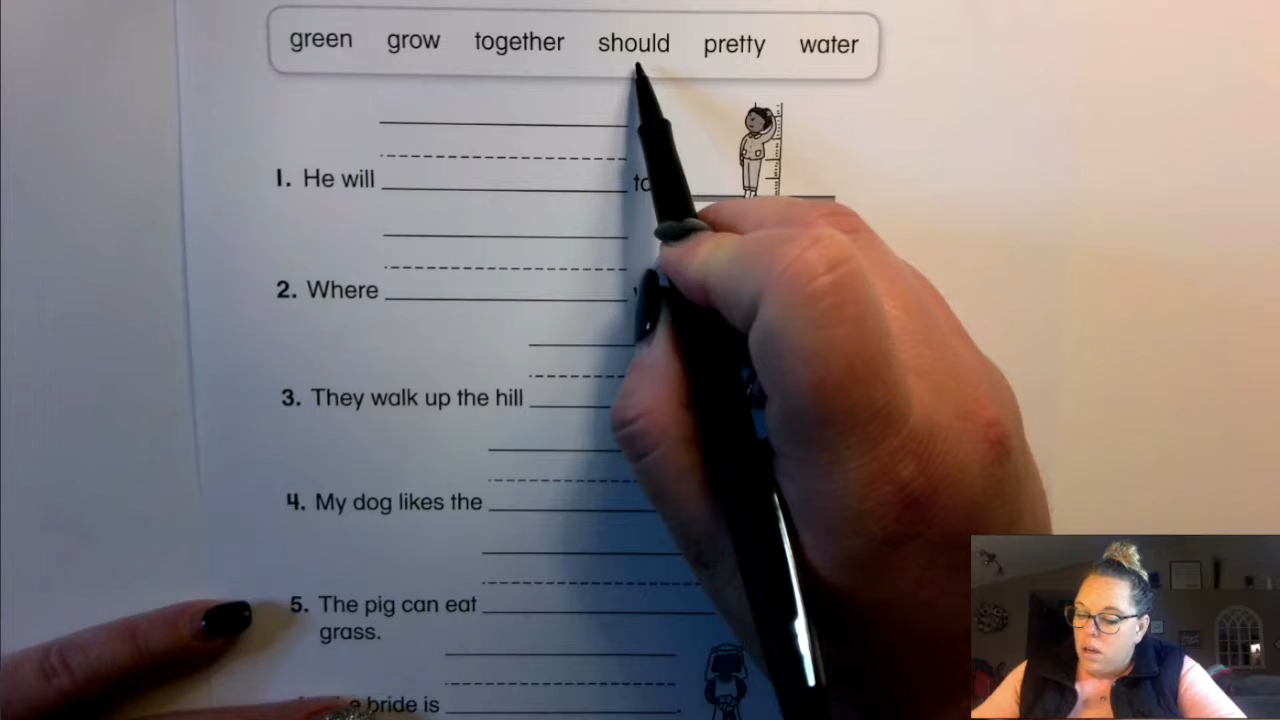 green grow together should pretty water
1. He will
2. Where
3. They walk up the hill
4. My dog likes the
5. The pig can eat
grass.
bride is .